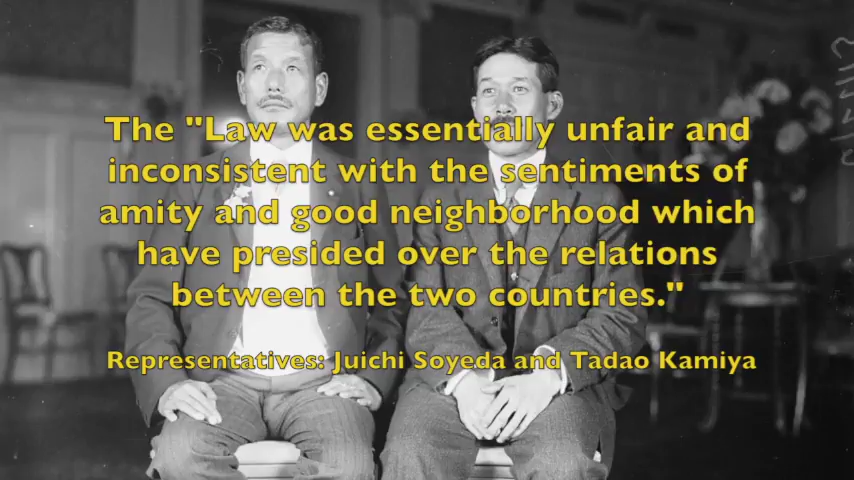 The "Law was essentially unfair and
inconsistent with the sentiments of
amity and good neighborhood which
have presided over the relations
between the two countries."
Representatives: Juichi Soyeda and Tadao Kamiya